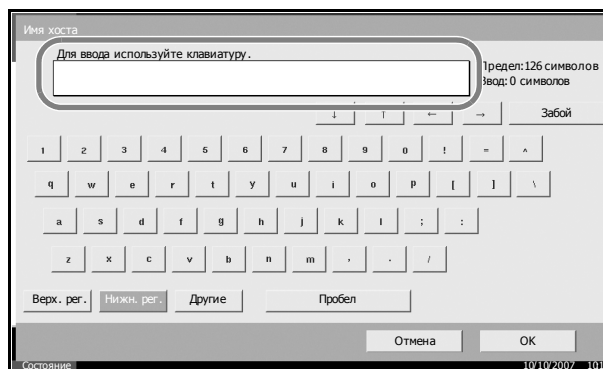 Имя хоста
Для ввода используйте клавиатуру.
Предел: 126 символов
Ввод: 0 символов
↓ ↑ ← → Забой
1 2 3 4 5 6 7 8 9 0 ! = ^
q w e r t y u i o p [ ] \
a s d f g h j k l ; :
z x c v b n m , . /
Верх. рег. Нижн. рег. Другие Пробел
Отмена OK
Состояние 10/10/2007 101